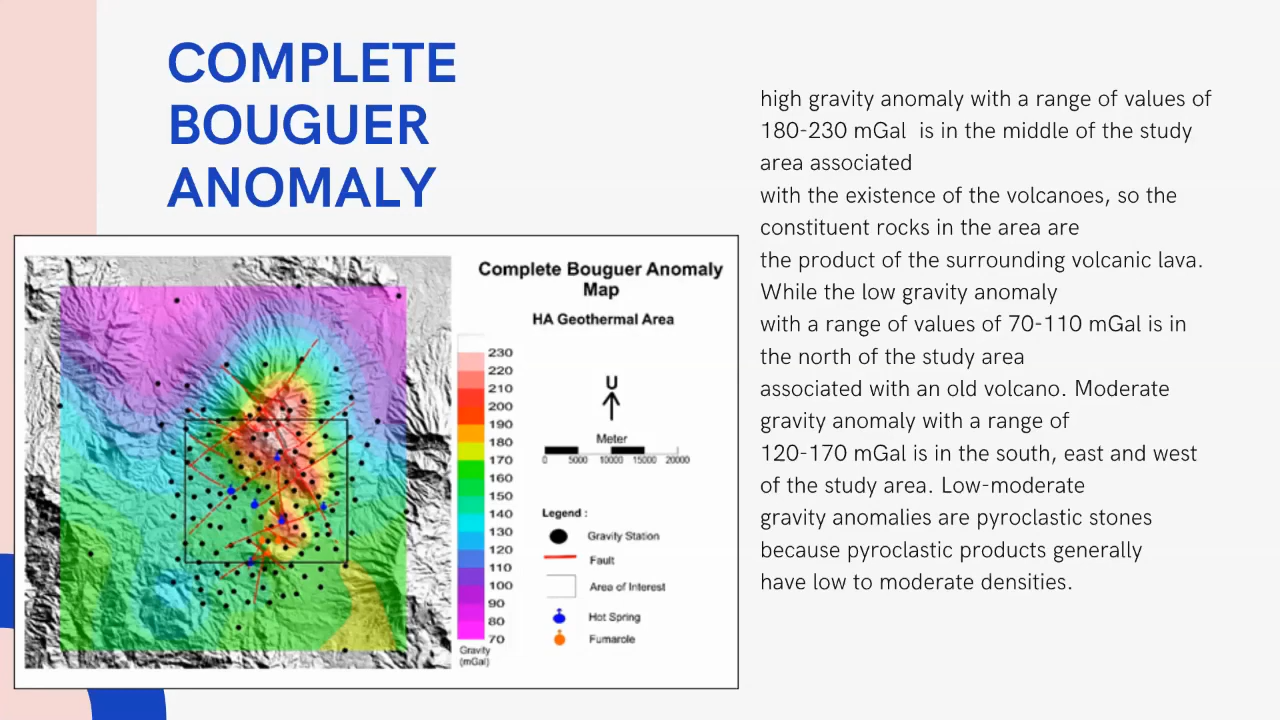 COMPLETE
BOUGUER
ANOMALY
high gravity anomaly with a range of values of
180-230 mGal  is in the middle of the study
area associated
with the existence of the volcanoes, so the
constituent rocks in the area are
the product of the surrounding volcanic lava.
While the low gravity anomaly
with a range of values of 70-110 mGal is in
the north of the study area
associated with an old volcano. Moderate
gravity anomaly with a range of
120-170 mGal is in the south, east and west
of the study area. Low-moderate
gravity anomalies are pyroclastic stones
because pyroclastic products generally
have low to moderate densities.
Complete Bouguer Anomaly
Map
HA Geothermal Area
230
220
210
200
190
180
170
160
150
140
130
120
110
100
90
80
70
Gravity
(mGal)
U
Meter
0 5000 10000 15000 20000
Legend :
Gravity Station
Fault
Area of Interest
Hot Spring
Fumarole